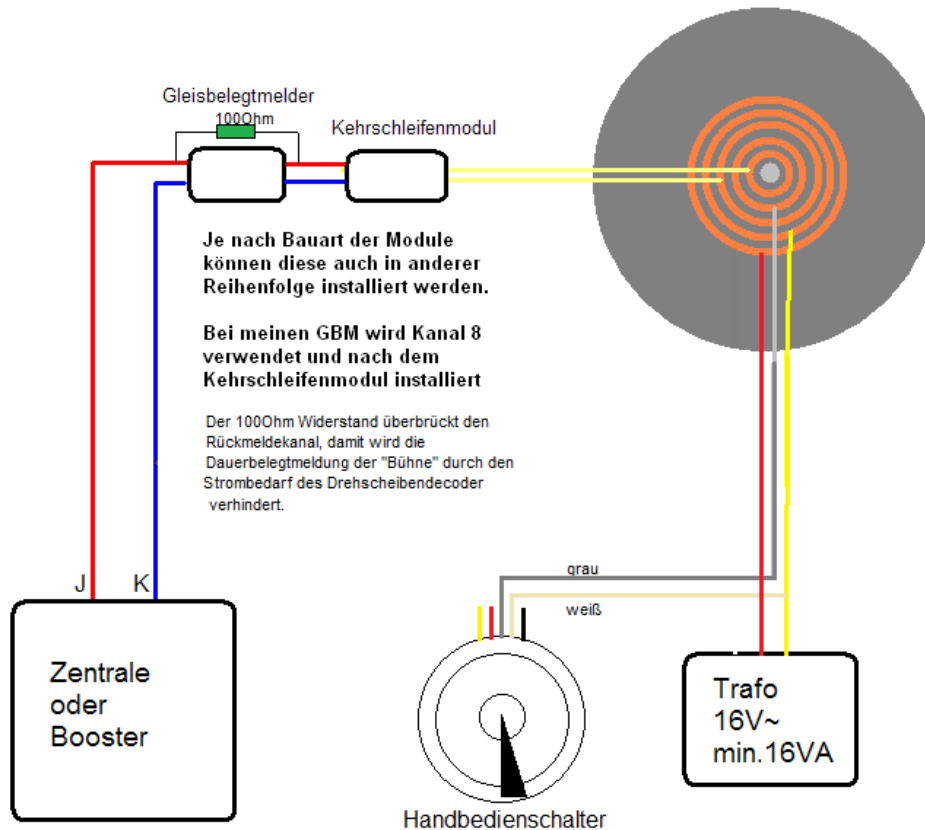 Gleisbelegtmelder
100Ohm
Kehrschleifenmodul
Je nach Bauart der Module
können diese auch in anderer
Reihenfolge installiert werden.
Bei meinen GBM wird Kanal 8
verwendet und nach dem
Kehrschleifenmodul installiert
Der 100Ohm Widerstand überbrückt den
Rückmeldekanal, damit wird die
Dauerbelegtmeldung der "Bühne" durch den
Strombedarf des Drehscheibendecoder
verhindert.
J K
grau
weiß
Zentrale
oder
Booster
Trafo
16V~
min.16VA
Handbedienschalter